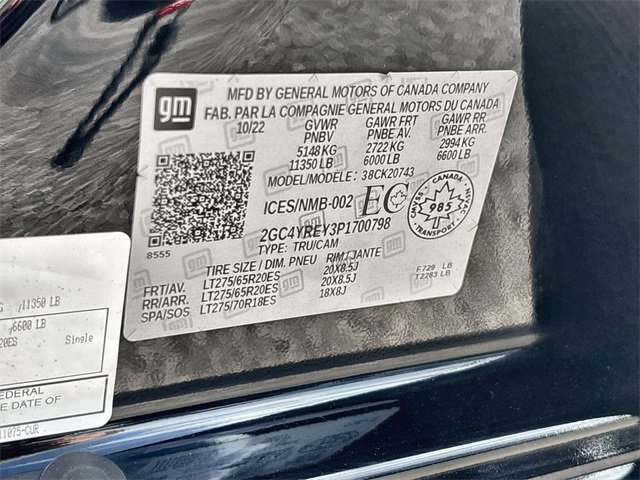 gm
MFD BY GENERAL MOTORS OF CANADA COMPANY
FAB. PAR LA COMPAGNIE GENERAL MOTORS DU CANADA
10/22 GVWR GAWR FRT GAWR RR
PNBV PNBE AV. PNBE ARR.
5148 KG 2722 KG 2994 KG
11350 LB 6000 LB 6600 LB
MODEL/MODELE: 38CK20743
ICES/NMB-002 EC
CANADA
985
TRANSPORT
8555
2GC4YREY3P1700798
TYPE: TRU/CAM
TIRE SIZE / DIM. PNEU RIM / JANTE
FRT/AV. LT275/65R20ES 20X8.5J
RR/ARR. LT275/65R20ES 20X8.5J
SPA/SOS LT275/70R18ES 18X8J
F729 LB
T2283 LB
11350 LB
6600 LB
20ES Single
EDERAL
E DATE OF
11075-CUR